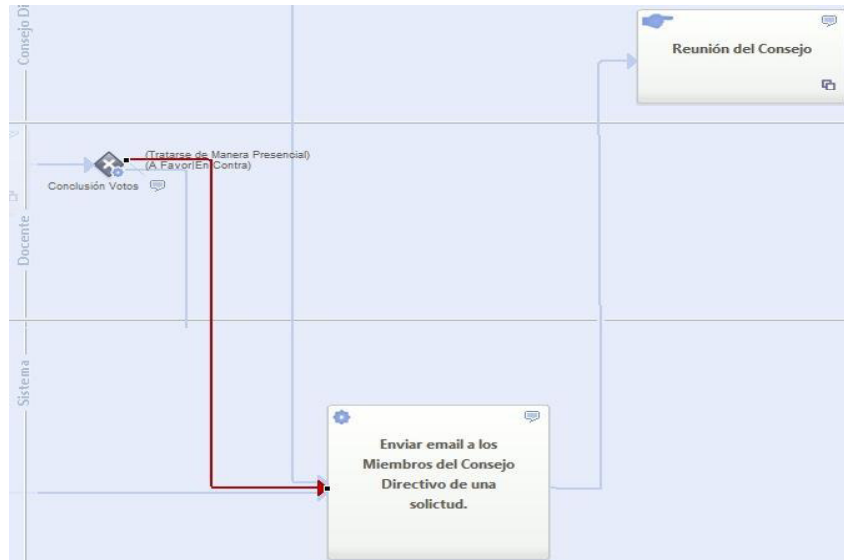 Consejo Di
Reunión del Consejo
(Tratarse de Manera Presencial)
(A Favor|En Contra)
Conclusión Votos
Docente
Sistema
Enviar email a los
Miembros del Consejo
Directivo de una
solictud.